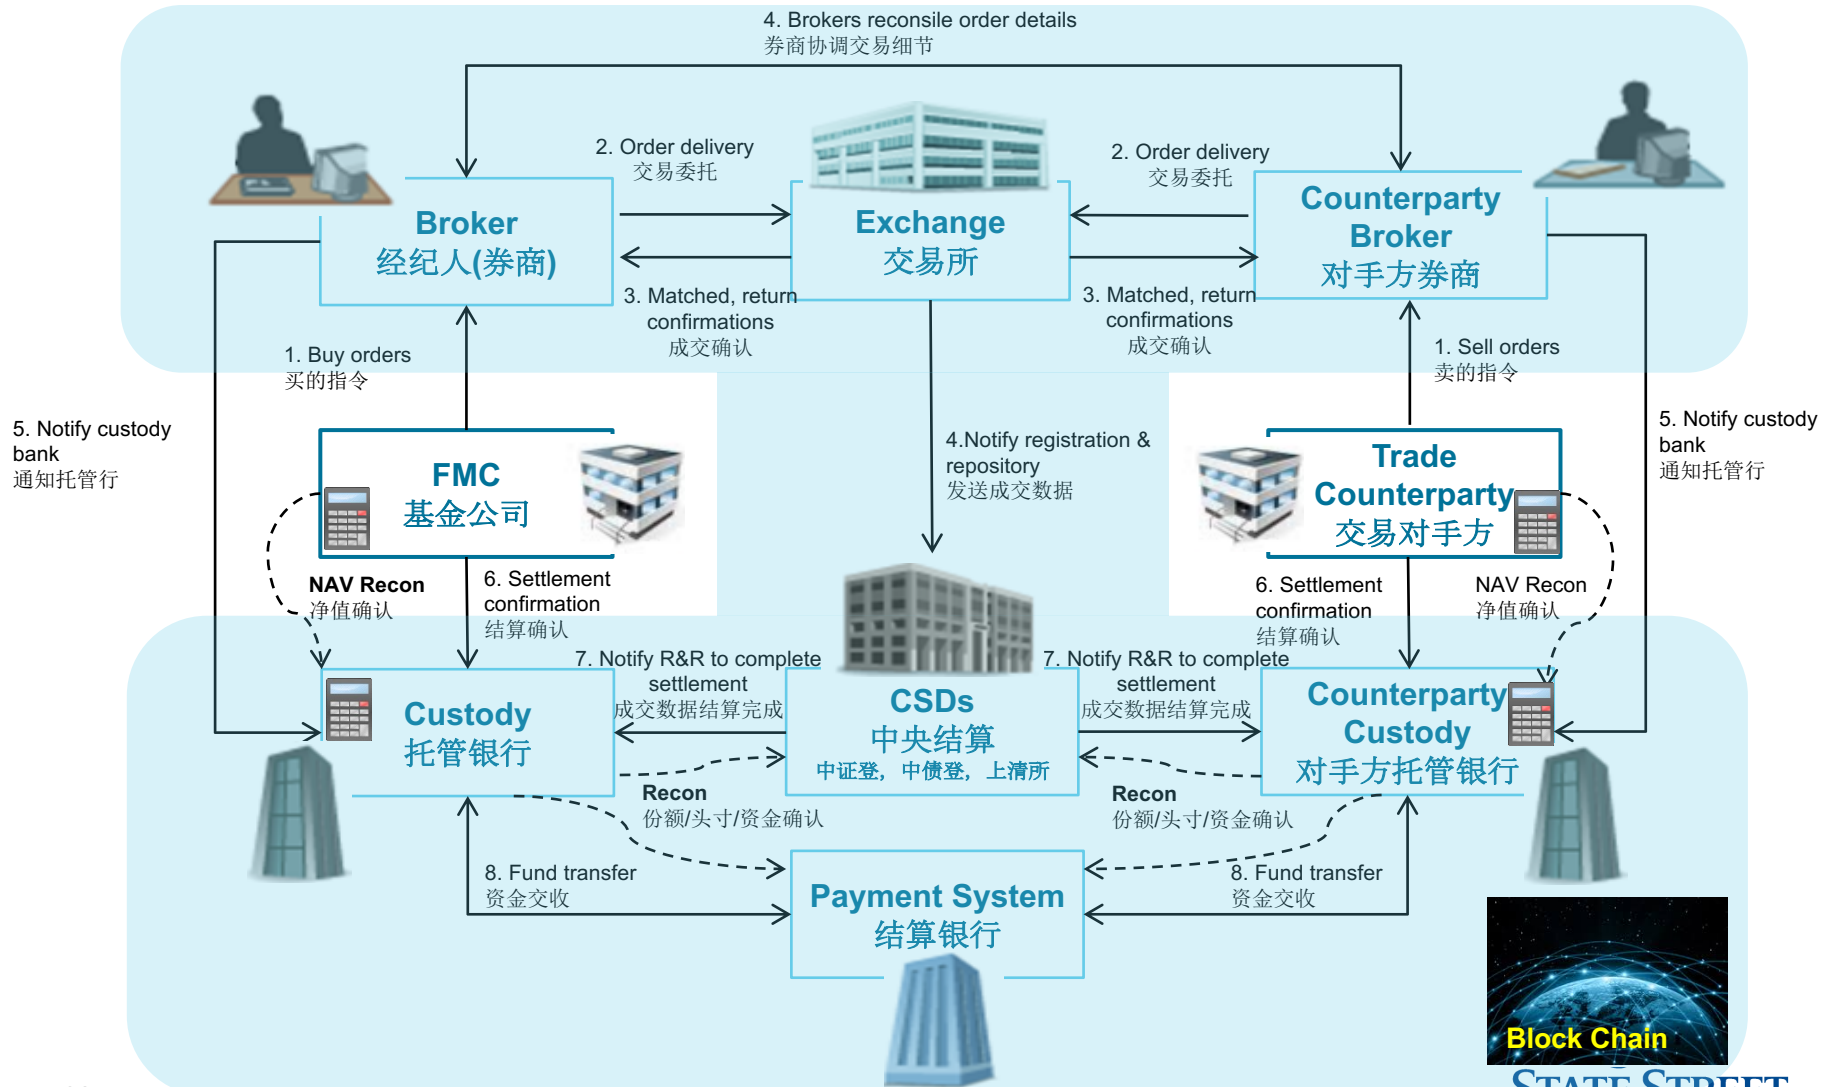 4. Brokers reconsile order details
券商协调交易细节
2. Order delivery
交易委托
2. Order delivery
交易委托
Broker
经纪人(券商)
Exchange
交易所
Counterparty
Broker
对手方券商
3. Matched, return
confirmations
成交确认
3. Matched, return
confirmations
成交确认
1. Buy orders
买的指令
1. Sell orders
卖的指令
5. Notify custody
bank
通知托管行
4.Notify registration &
repository
发送成交数据
5. Notify custody
bank
通知托管行
FMC
基金公司
Trade
Counterparty
交易对手方
NAV Recon
净值确认
6. Settlement
confirmation
结算确认
6. Settlement
confirmation
结算确认
NAV Recon
净值确认
7. Notify R&R to complete
settlement
成交数据结算完成
7. Notify R&R to complete
settlement
成交数据结算完成
Custody
托管银行
CSDs
中央结算
中证登，中债登，上清所
Counterparty
Custody
对手方托管银行
Recon
份额/头寸/资金确认
Recon
份额/头寸/资金确认
8. Fund transfer
资金交收
8. Fund transfer
资金交收
Payment System
结算银行
Block Chain
STATE STREET